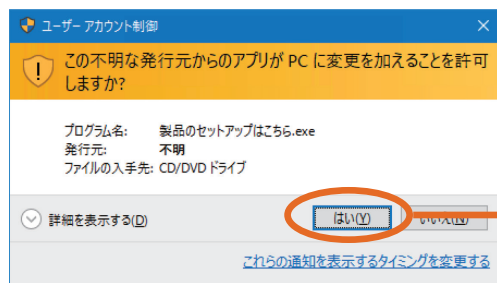 ユーザー アカウント制御
この不明な発行元からのアプリが PC に変更を加えることを許可
しますか?
プログラム名: 製品のセットアップはこちら.exe
発行元: 不明
ファイルの入手先: CD/DVD ドライブ
詳細を表示する(D)
はい(Y)
いいえ(N)
これらの通知を表示するタイミングを変更する